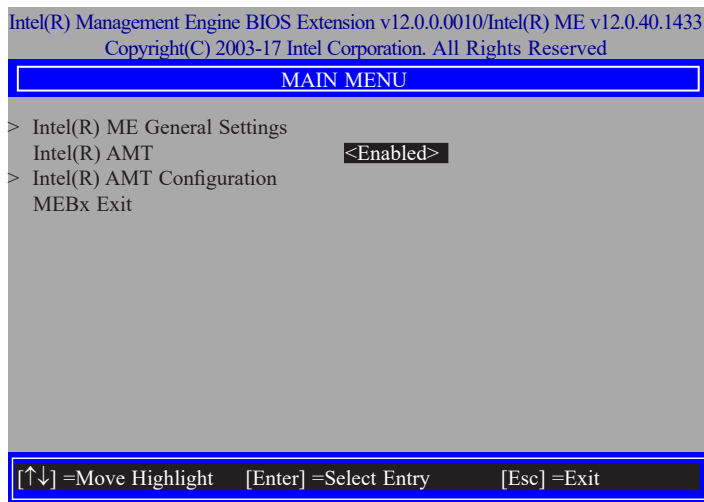 Intel(R) Management Engine BIOS Extension v12.0.0.0010/Intel(R) ME v12.0.40.1433
Copyright(C) 2003-17 Intel Corporation. All Rights Reserved
MAIN MENU
> Intel(R) ME General Settings
Intel(R) AMT <Enabled>
> Intel(R) AMT Configuration
MEBx Exit
[↑↓] =Move Highlight [Enter] =Select Entry [Esc] =Exit